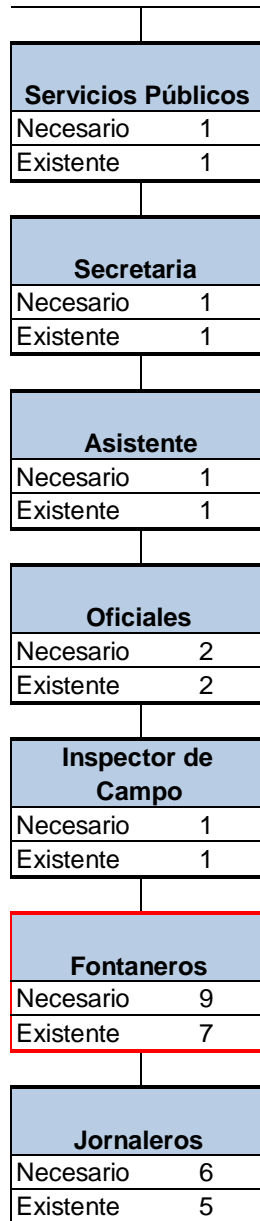 Servicios Públicos
Necesario 1
Existente 1
Secretaria
Necesario 1
Existente 1
Asistente
Necesario 1
Existente 1
Oficiales
Necesario 2
Existente 2
Inspector de
Campo
Necesario 1
Existente 1
Fontaneros
Necesario 9
Existente 7
Jornaleros
Necesario 6
Existente 5